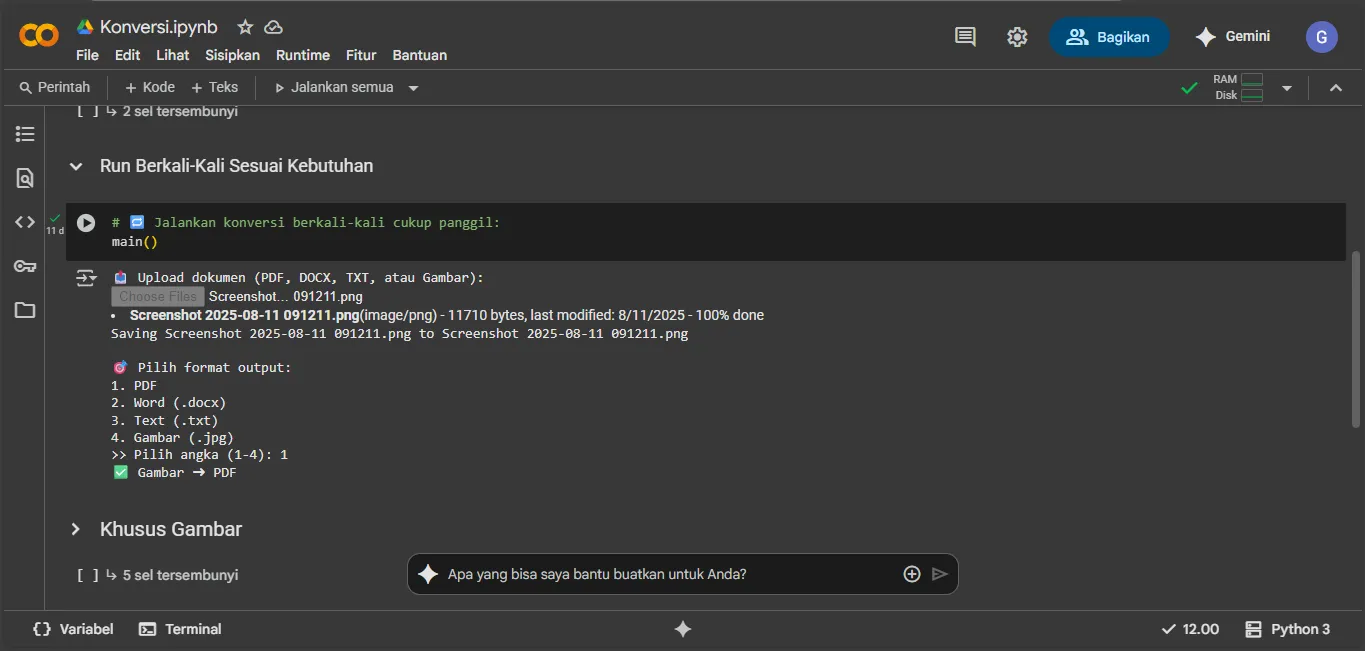 Konversi.ipynb
File Edit Lihat Sisipkan Runtime Fitur Bantuan
Bagikan
Gemini
G
Perintah + Kode + Teks Jalankan semua
RAM
Disk
[ ] ↳ 2 sel tersembunyi
Run Berkali-Kali Sesuai Kebutuhan
11 d
# 🔁 Jalankan konversi berkali-kali cukup panggil:
main()
📤 Upload dokumen (PDF, DOCX, TXT, atau Gambar):
Choose Files Screenshot... 091211.png
• Screenshot 2025-08-11 091211.png(image/png) - 11710 bytes, last modified: 8/11/2025 - 100% done
Saving Screenshot 2025-08-11 091211.png to Screenshot 2025-08-11 091211.png
🎯 Pilih format output:
1. PDF
2. Word (.docx)
3. Text (.txt)
4. Gambar (.jpg)
>> Pilih angka (1-4): 1
✅ Gambar → PDF
Khusus Gambar
[ ] ↳ 5 sel tersembunyi
Apa yang bisa saya bantu buatkan untuk Anda?
Variabel Terminal
12.00 Python 3